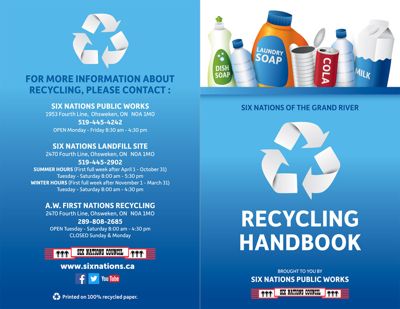 FOR MORE INFORMATION ABOUT
RECYCLING, PLEASE CONTACT :
SIX NATIONS PUBLIC WORKS
1953 Fourth Line, Ohsweken, ON N0A 1M0
519-445-4242
OPEN Monday - Friday 8:30 am - 4:30 pm
SIX NATIONS LANDFILL SITE
2470 Fourth Line, Ohsweken, ON N0A 1M0
519-445-2902
SUMMER HOURS (First full week after April 1 - October 31)
Tuesday - Saturday 8:00 am - 5:30 pm
WINTER HOURS (First full week after November 1 - March 31)
Tuesday - Saturday 8:00 am - 4:30 pm
A.W. FIRST NATIONS RECYCLING
2470 Fourth Line, Ohsweken, ON N0A 1M0
289-808-2685
OPEN Tuesday - Saturday 8:00 am - 4:30 pm
CLOSED Sunday & Monday
SIX NATIONS COUNCIL
www.sixnations.ca
You Tube
Printed on 100% recycled paper.
DISH
SOAP
LAUNDRY
SOAP
COLA
MILK
SIX NATIONS OF THE GRAND RIVER
RECYCLING
HANDBOOK
BROUGHT TO YOU BY
SIX NATIONS PUBLIC WORKS
SIX NATIONS COUNCIL